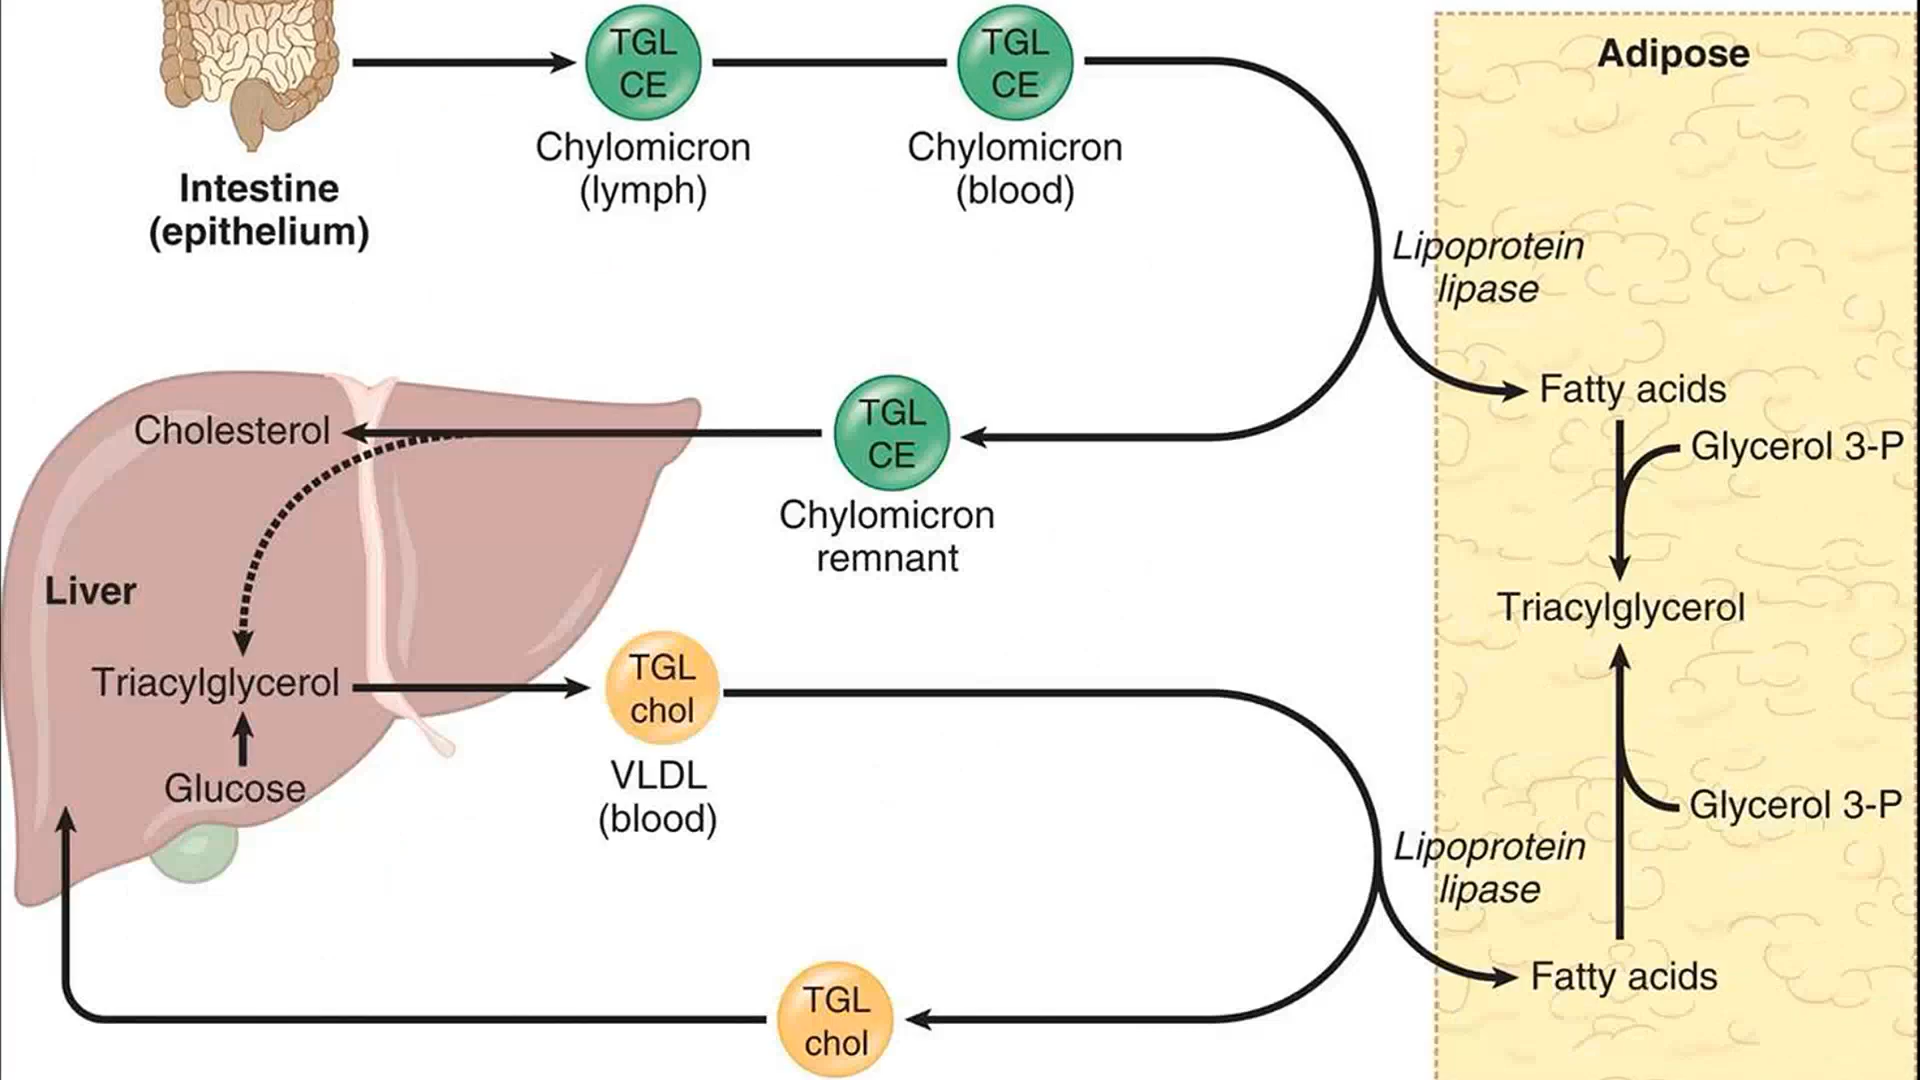 TGL
CE
TGL
CE
Adipose
Chylomicron
(lymph)
Chylomicron
(blood)
Intestine
(epithelium)
Lipoprotein
lipase
Fatty acids
Glycerol 3-P
Cholesterol
TGL
CE
Chylomicron
remnant
Liver
Triacylglycerol
Triacylglycerol
TGL
chol
Glucose
VLDL
(blood)
Glycerol 3-P
Lipoprotein
lipase
Fatty acids
TGL
chol